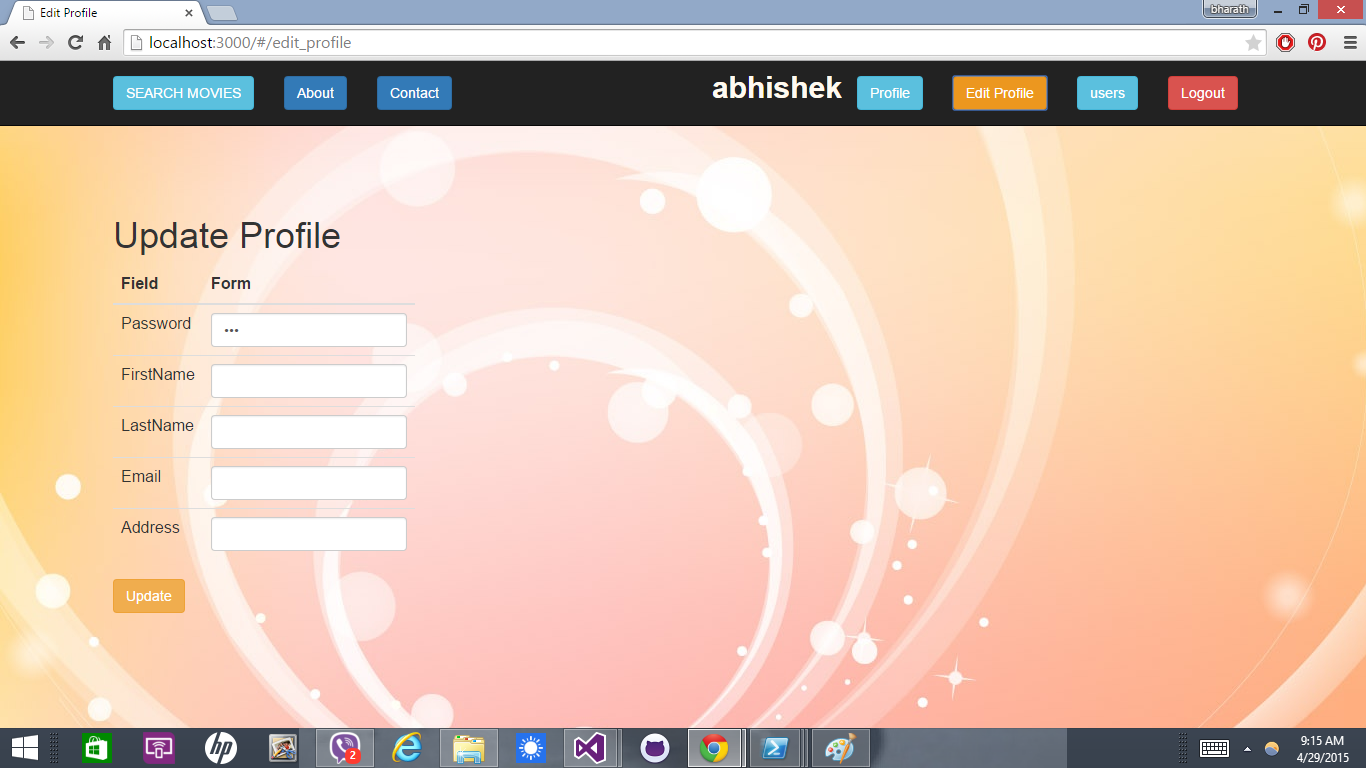 Edit Profile
bharath
localhost:3000/#/edit_profile
SEARCH MOVIES About Contact abhishek Profile Edit Profile users Logout
Update Profile
Field Form
Password •••
FirstName
LastName
Email
Address
Update
hp
2
9:15 AM
4/29/2015